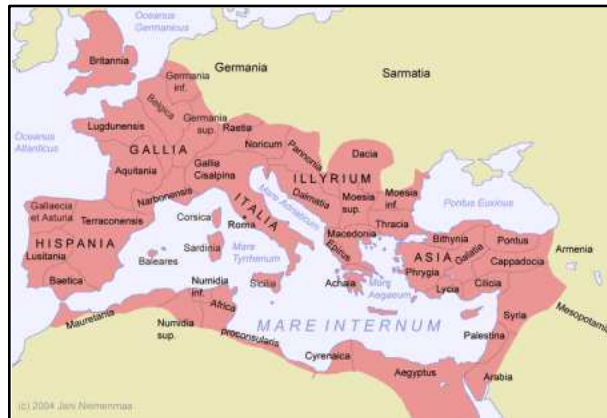 Oceanus
Germanicus
Britannia
Germania
inf.
Germania
Sarmatia
Belgica
Oceanus
Atlanticus
Lugdunensis
Germania
sup.
Raetia
GALLIA
Noricum
Pannonia
Dacia
Aquitania
Gallia
Cisalpina
ILLYRIUM
Narbonensis
Dalmatia
Moesia
sup.
Moesia
inf.
Pontus Euxinus
Gallaecia
et Asturia
Terraconensis
Corsica
ITALIA
Mare Adriaticum
Roma
Thracia
Macedonia
Bithynia
Pontus
Armenia
HISPANIA
Lusitania
Baleares
Sardinia
Mare
Tyrrhenum
Epirus
ASIA
Galatia
Cappadocia
Phrygia
Baetica
Numidia
inf.
Sicilia
Achaia
Mare
Aegaeum
Lycia
Cilicia
Mesopotamia
Mauretania
Africa
proconsularis
Numidia
sup.
MARE INTERNUM
Syria
Palestina
Cyrenaica
Aegyptus
Arabia
(c) 2004 Jani Niemenmaa